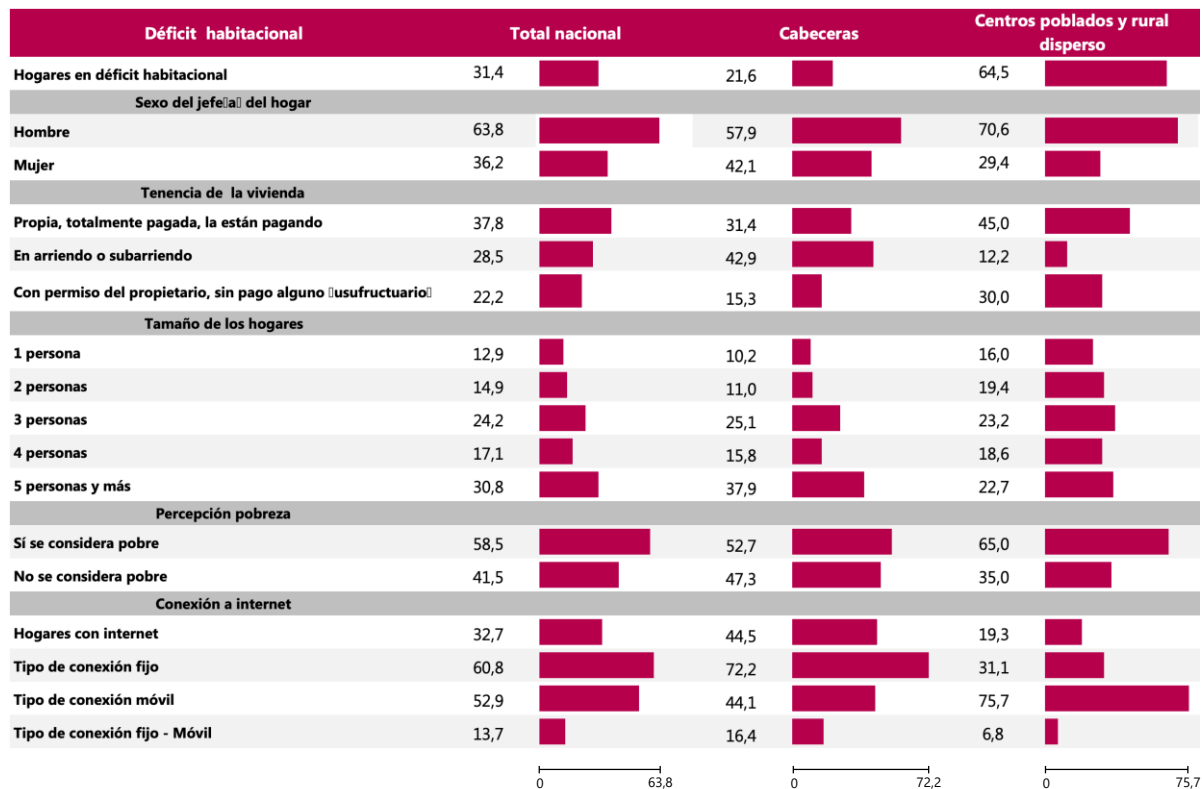 Déficit habitacional Total nacional Cabeceras Centros poblados y rural
disperso
Hogares en déficit habitacional 31,4 21,6 64,5
Sexo del jefe▯a▯ del hogar
Hombre 63,8 57,9 70,6
Mujer 36,2 42,1 29,4
Tenencia de la vivienda
Propia, totalmente pagada, la están pagando 37,8 31,4 45,0
En arriendo o subarriendo 28,5 42,9 12,2
Con permiso del propietario, sin pago alguno ▯usufructuario▯ 22,2 15,3 30,0
Tamaño de los hogares
1 persona 12,9 10,2 16,0
2 personas 14,9 11,0 19,4
3 personas 24,2 25,1 23,2
4 personas 17,1 15,8 18,6
5 personas y más 30,8 37,9 22,7
Percepción pobreza
Sí se considera pobre 58,5 52,7 65,0
No se considera pobre 41,5 47,3 35,0
Conexión a internet
Hogares con internet 32,7 44,5 19,3
Tipo de conexión fijo 60,8 72,2 31,1
Tipo de conexión móvil 52,9 44,1 75,7
Tipo de conexión fijo - Móvil 13,7 16,4 6,8
0 63,8 0 72,2 0 75,7